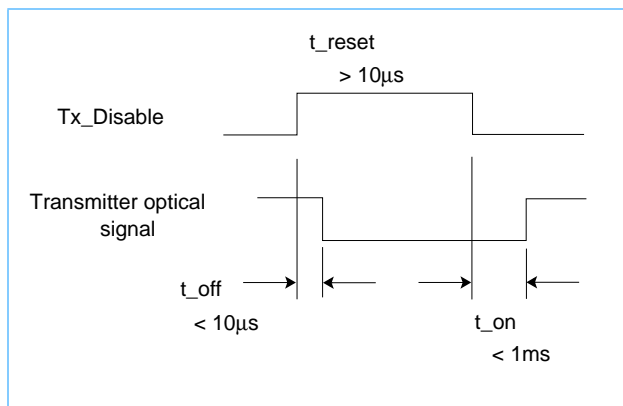 t_reset
> 10μs
Tx_Disable
Transmitter optical
signal
t_off
< 10μs
t_on
< 1ms